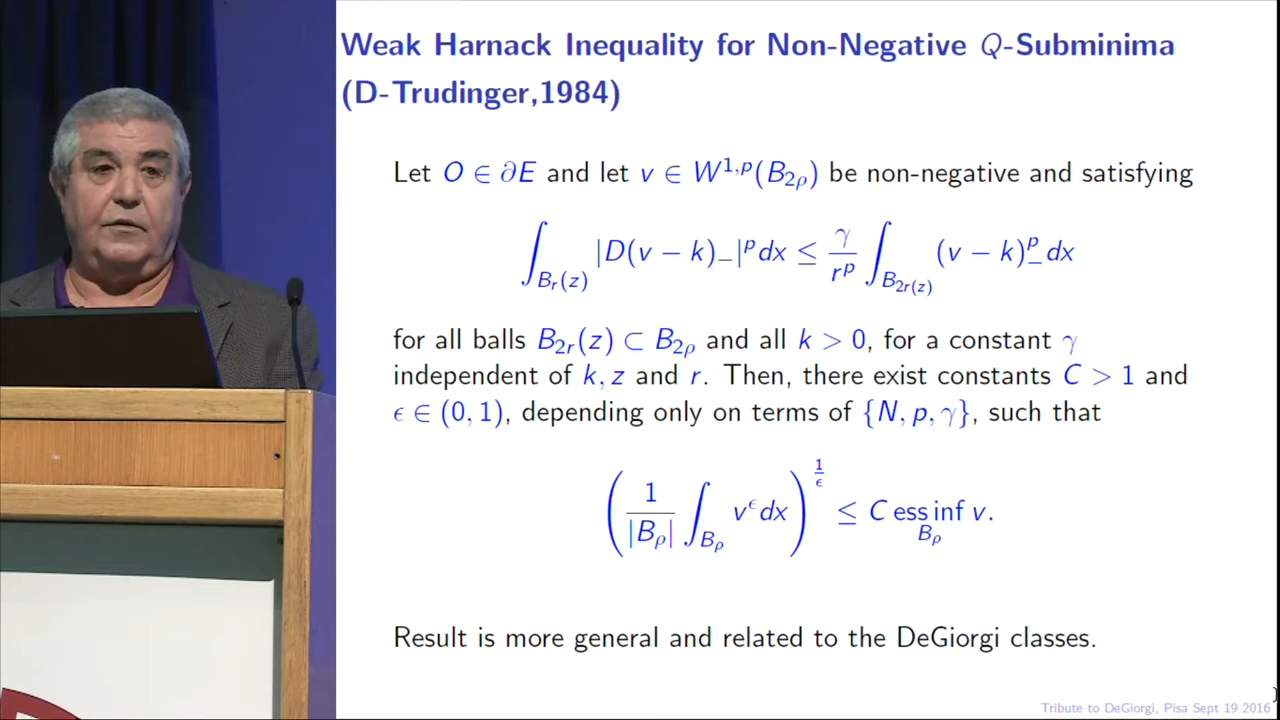 Weak Harnack Inequality for Non-Negative Q-Subminima
(D-Trudinger,1984)
Let O ∈ ∂E and let v ∈ W^{1,p}(B_{2ρ}) be non-negative and satisfying
∫_{B_r(z)} |D(v − k)_−|^p dx ≤ γ/r^p ∫_{B_{2r}(z)} (v − k)_−^p dx
for all balls B_{2r}(z) ⊂ B_{2ρ} and all k > 0, for a constant γ
independent of k, z and r. Then, there exist constants C > 1 and
ϵ ∈ (0, 1), depending only on terms of {N, p, γ}, such that
(1/|B_ρ| ∫_{B_ρ} v^ϵ dx)^{1/ϵ} ≤ C ess inf_{B_ρ} v.
Result is more general and related to the DeGiorgi classes.
Tribute to DeGiorgi, Pisa Sept 19 2016